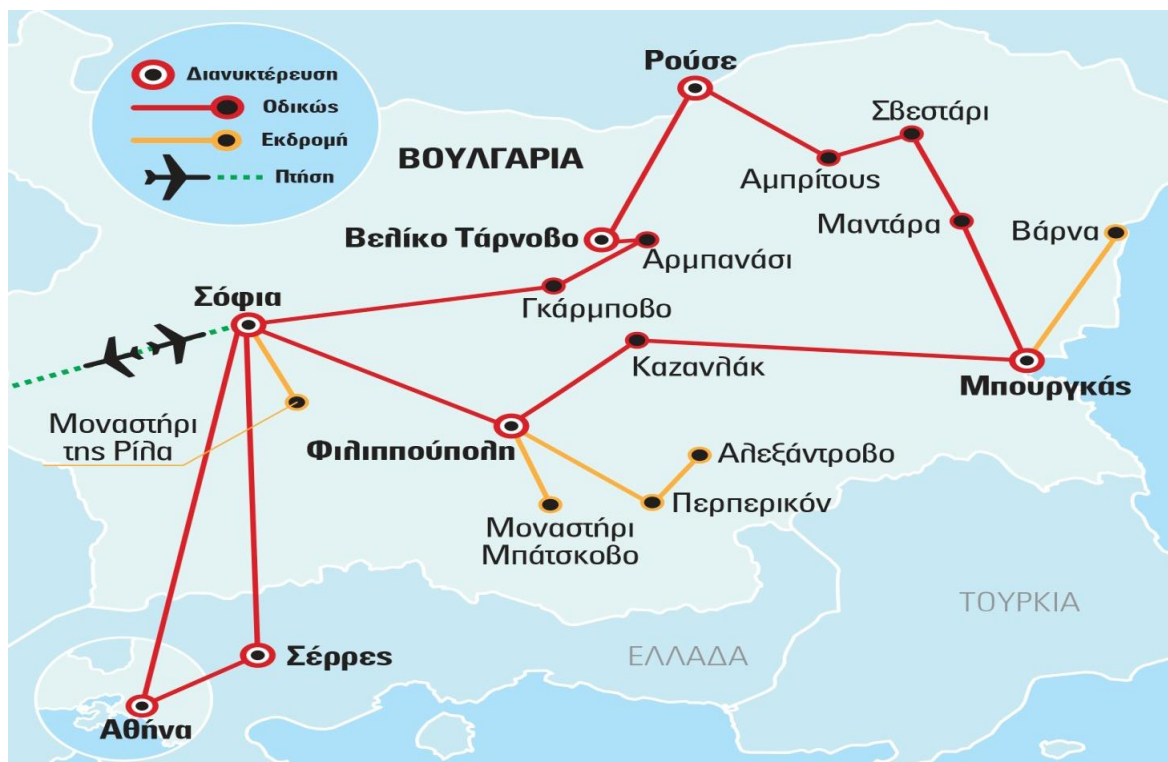 Διανυκτέρευση
Οδικώς
Εκδρομή
Πτήση
ΒΟΥΛΓΑΡΙΑ
Ρούσε
Σβεστάρι
Αμπρίτους
Μαντάρα
Βάρνα
Βελίκο Τάρνοβο
Αρμπανάσι
Γκάρμποβο
Σόφια
Καζανλάκ
Μπουργκάς
Μοναστήρι
της Ρίλα
Φιλιππούπολη
Αλεξάντροβο
Περπερικόν
Μοναστήρι
Μπάτσκοβο
ΤΟΥΡΚΙΑ
ΕΛΛΑΔΑ
Σέρρες
Αθήνα